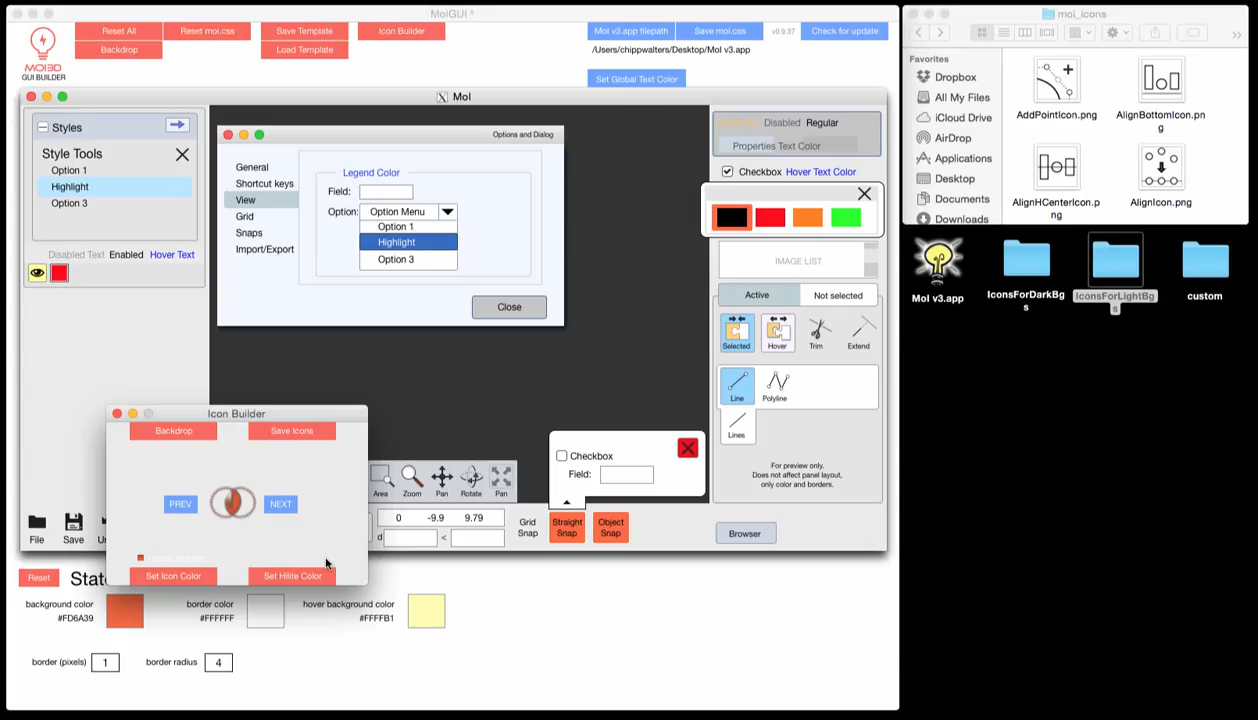 MoIGUI *
moi_icons
Reset All
Reset moi.css
Save Template
Icon Builder
MoI v3.app filepath
Save moi.css
v0.9.37
Check for update
Backdrop
Load Template
/Users/chippwalters/Desktop/MoI v3.app
MOI3D
GUI BUILDER
Set Global Text Color
Favorites
Dropbox
All My Files
iCloud Drive
AirDrop
Applications
Desktop
Documents
Downloads
AddPointIcon.png
AlignBottomIcon.pn
g
AlignHCenterIcon.p
ng
AlignIcon.png
MoI v3.app
IconsForDarkBg
s
IconsForLightBg
s
custom
MoI
Styles
Style Tools
Option 1
Highlight
Option 3
Disabled Text
Enabled
Hover Text
Options and Dialog
General
Shortcut keys
View
Grid
Snaps
Import/Export
Legend Color
Field:
Option:
Option Menu
Option 1
Highlight
Option 3
Close
Disabled
Regular
Properties Text Color
Checkbox
Hover Text Color
IMAGE LIST
Active
Not selected
Selected
Hover
Trim
Extend
Line
Polyline
Lines
For preview only.
Does not affect panel layout,
only color and borders.
Browser
Icon Builder
Backdrop
Save Icons
PREV
NEXT
Set Icon Color
Set Hilite Color
Checkbox
Field:
Area
Zoom
Pan
Rotate
Pan
File
Save
0
-9.9
9.79
d
<
Grid
Snap
Straight
Snap
Object
Snap
Reset
background color
#FD6A39
border color
#FFFFFF
hover background color
#FFFFB1
border (pixels)
1
border radius
4